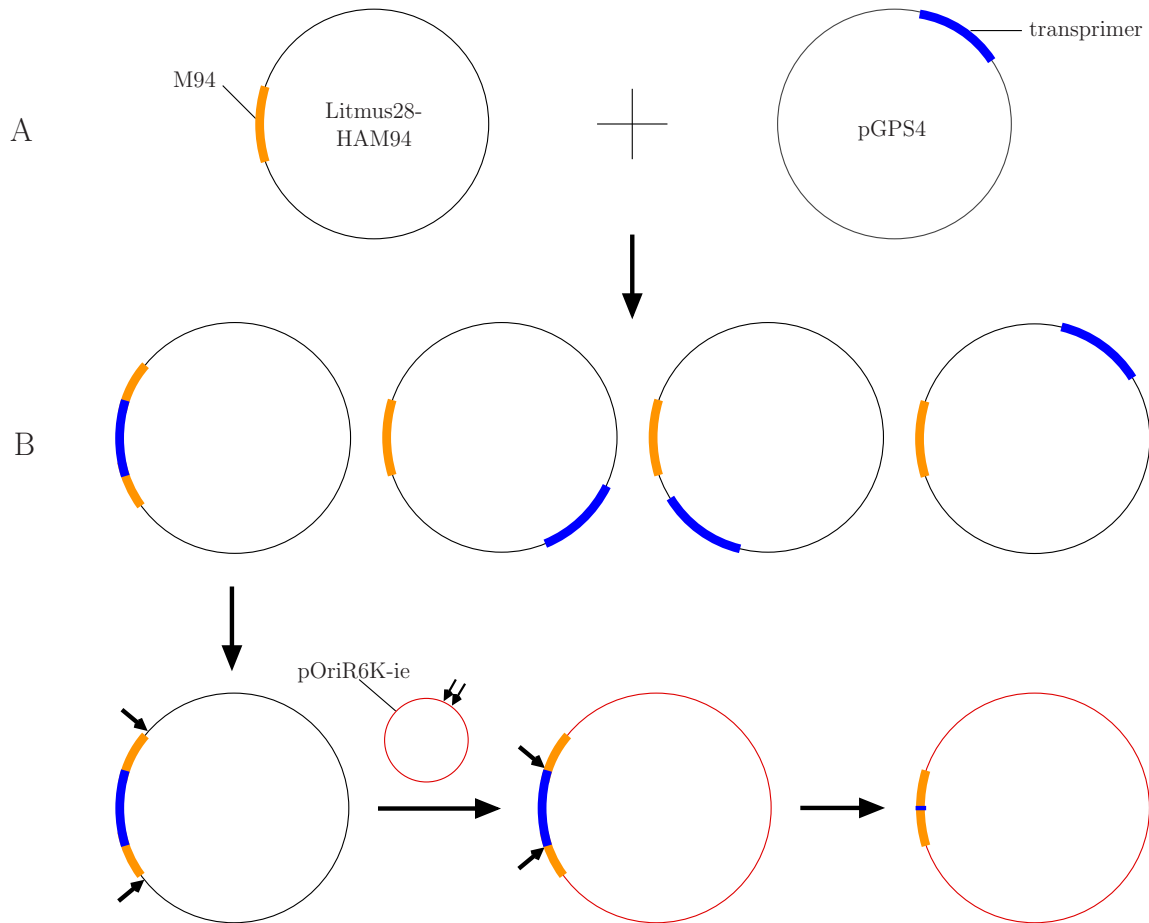 transprimer
M94
Litmus28-
HAM94
pGPS4
A
B
pOriR6K-ie